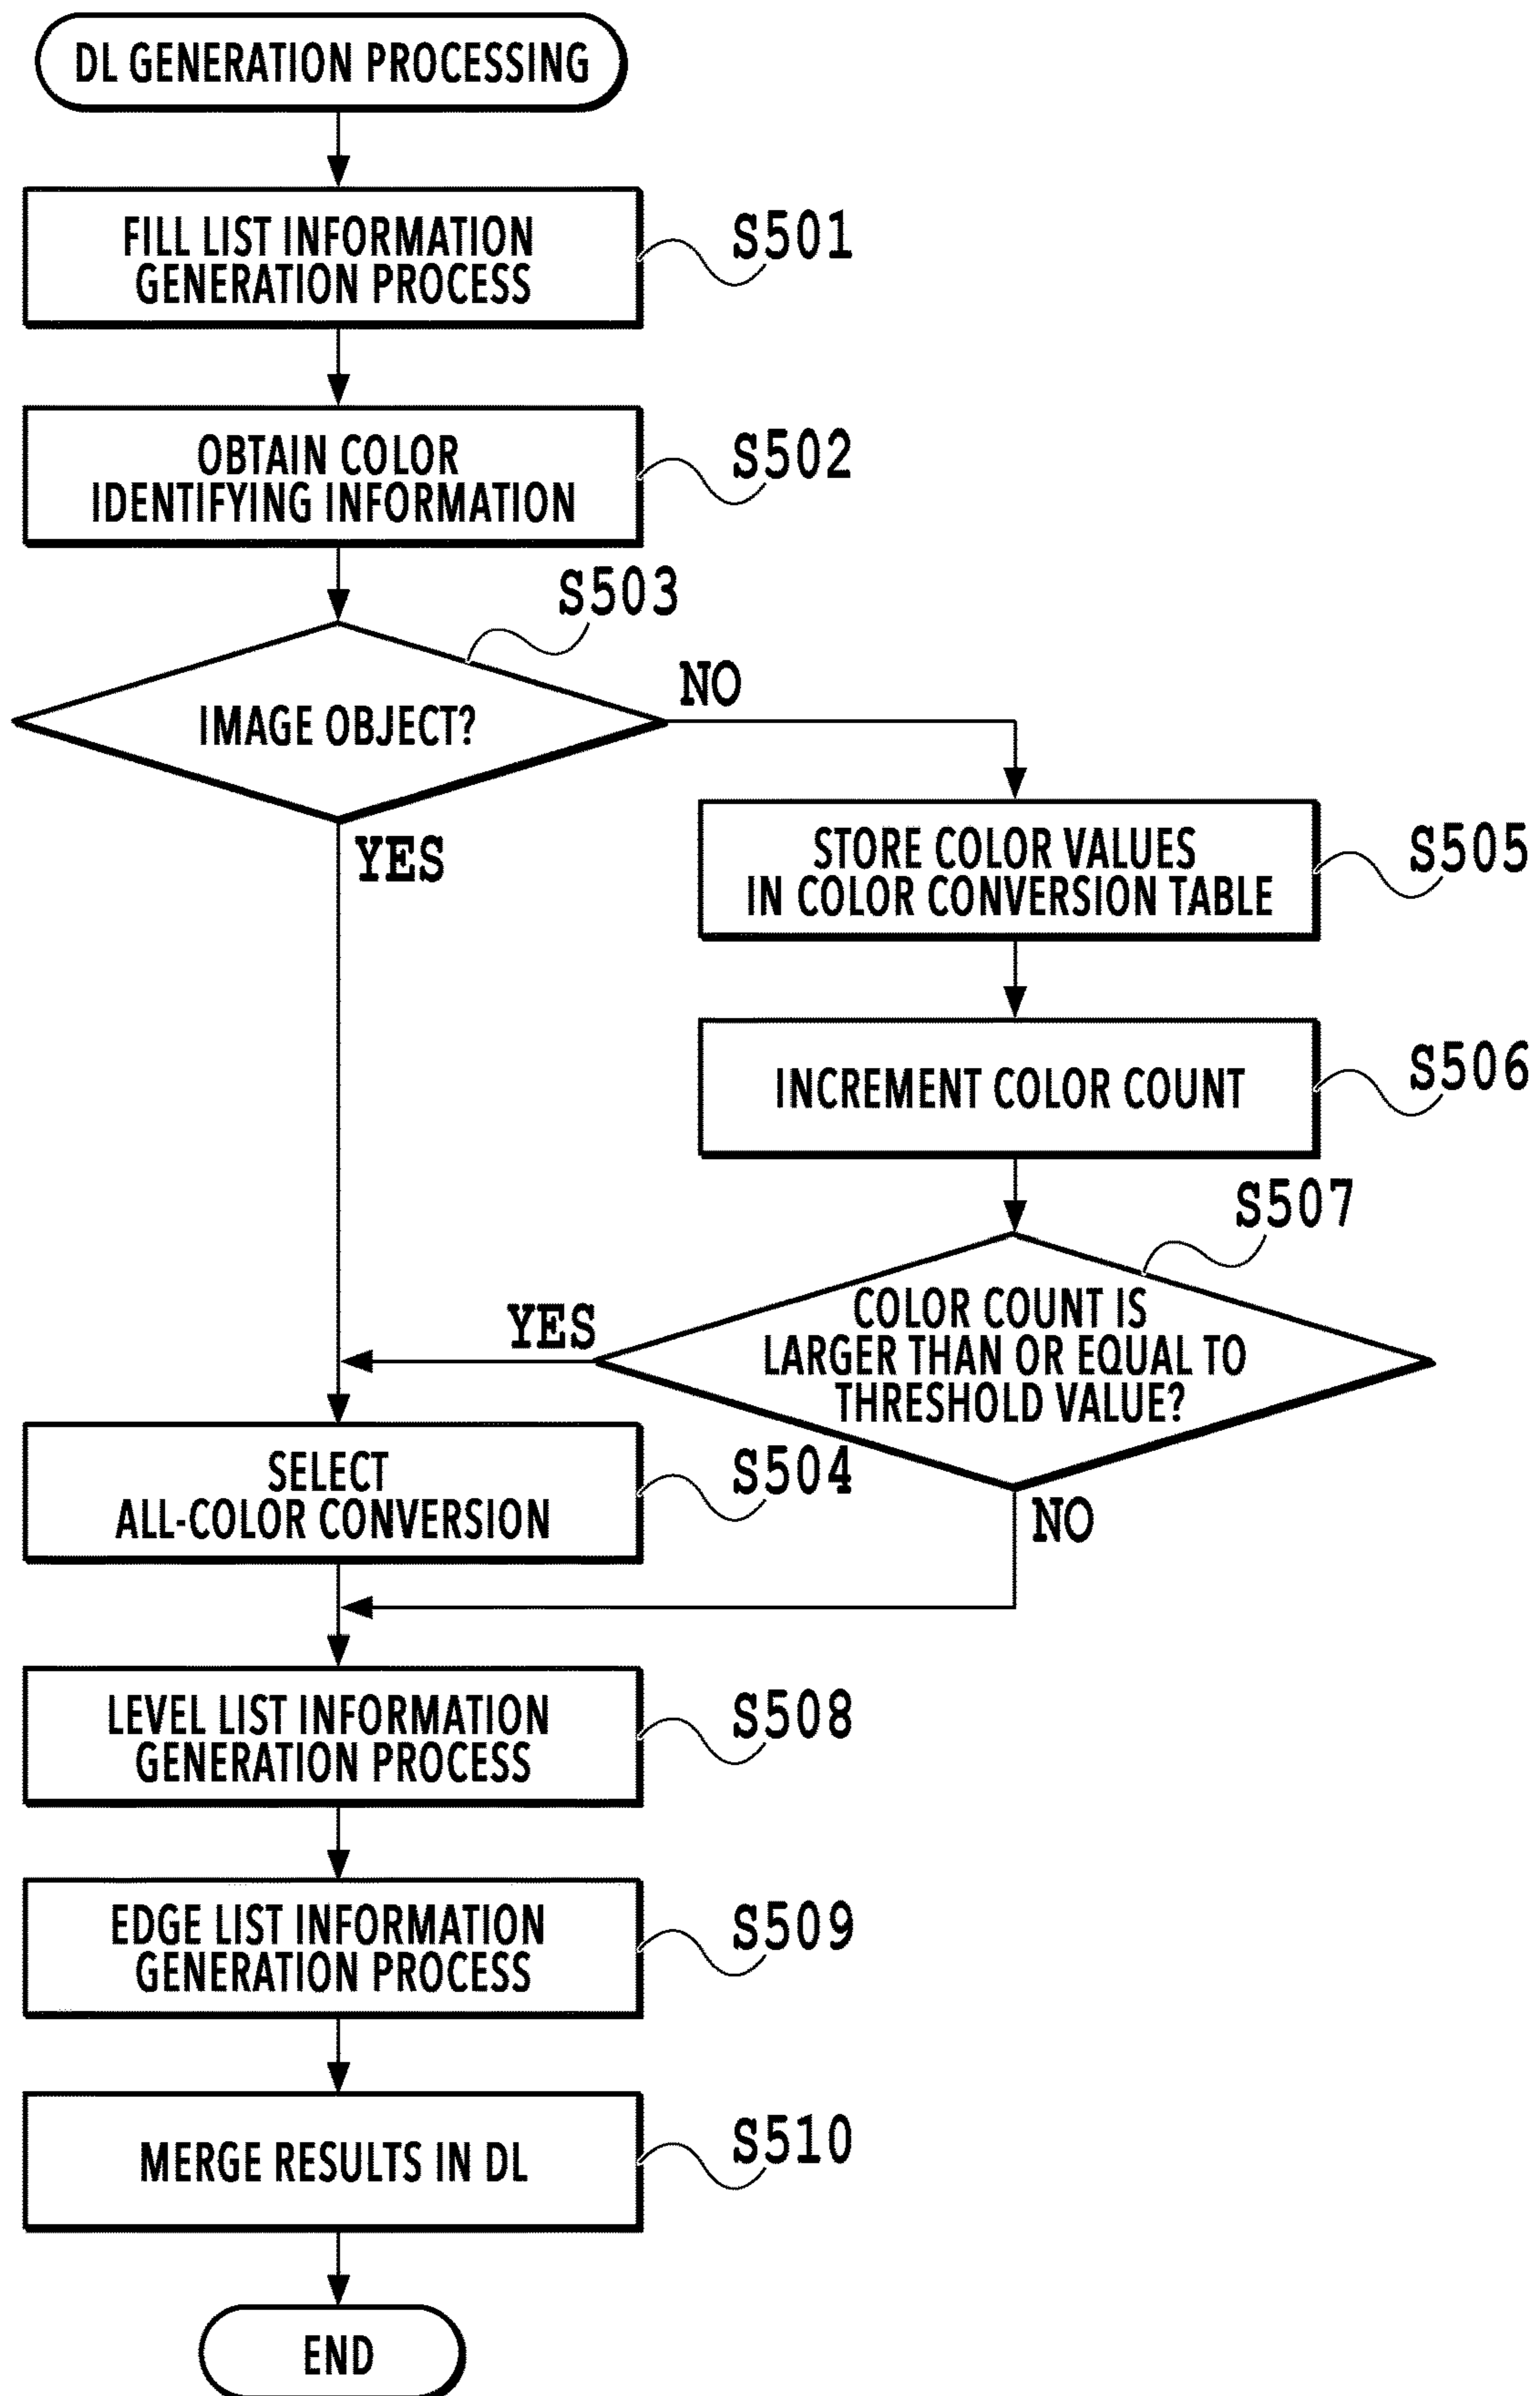 DL GENERATION PROCESSING
FILL LIST INFORMATION
GENERATION PROCESS
S501
OBTAIN COLOR
IDENTIFYING INFORMATION
S502
S503
IMAGE OBJECT?
NO
YES
STORE COLOR VALUES
IN COLOR CONVERSION TABLE
S505
INCREMENT COLOR COUNT
S506
S507
COLOR COUNT IS
LARGER THAN OR EQUAL TO
THRESHOLD VALUE?
YES
NO
SELECT
ALL-COLOR CONVERSION
S504
LEVEL LIST INFORMATION
GENERATION PROCESS
S508
EDGE LIST INFORMATION
GENERATION PROCESS
S509
MERGE RESULTS IN DL
S510
END